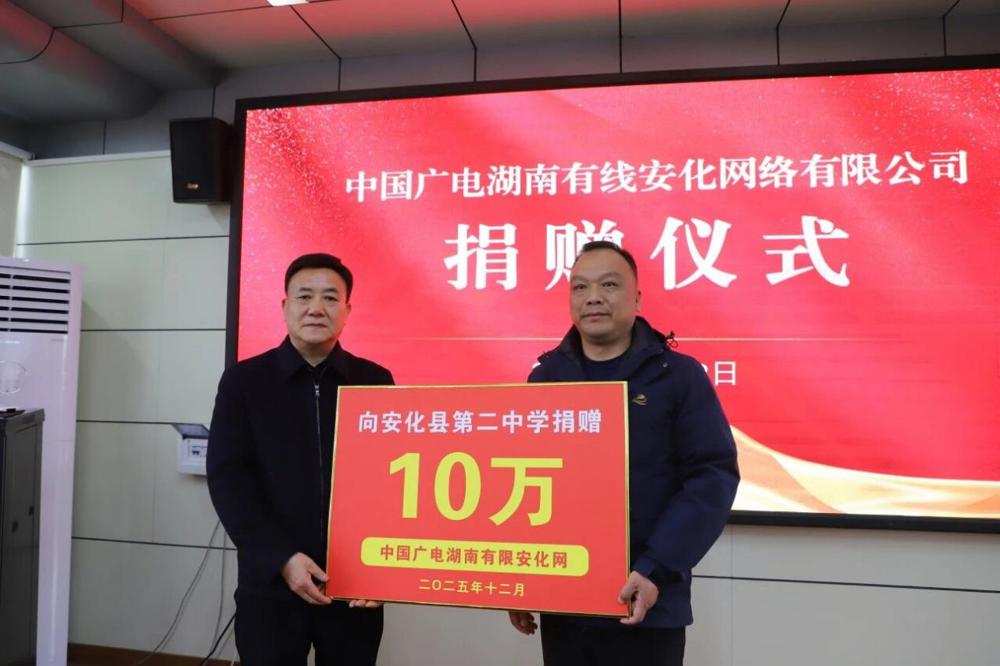 中国广电湖南有线安化网络有限公司
捐赠仪式
日
向安化县第二中学捐赠
10万
中国广电湖南有限安化网
二〇二五年十二月